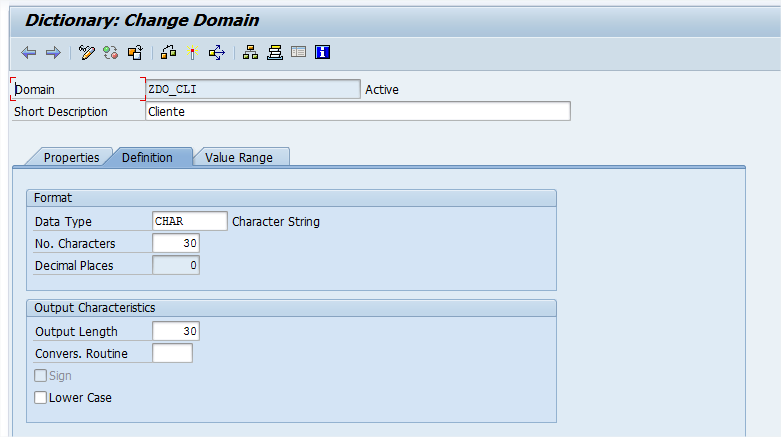 Dictionary: Change Domain
Domain ZDO_CLI Active
Short Description Cliente
Properties Definition Value Range
Format
Data Type CHAR Character String
No. Characters 30
Decimal Places 0
Output Characteristics
Output Length 30
Convers. Routine
Sign
Lower Case